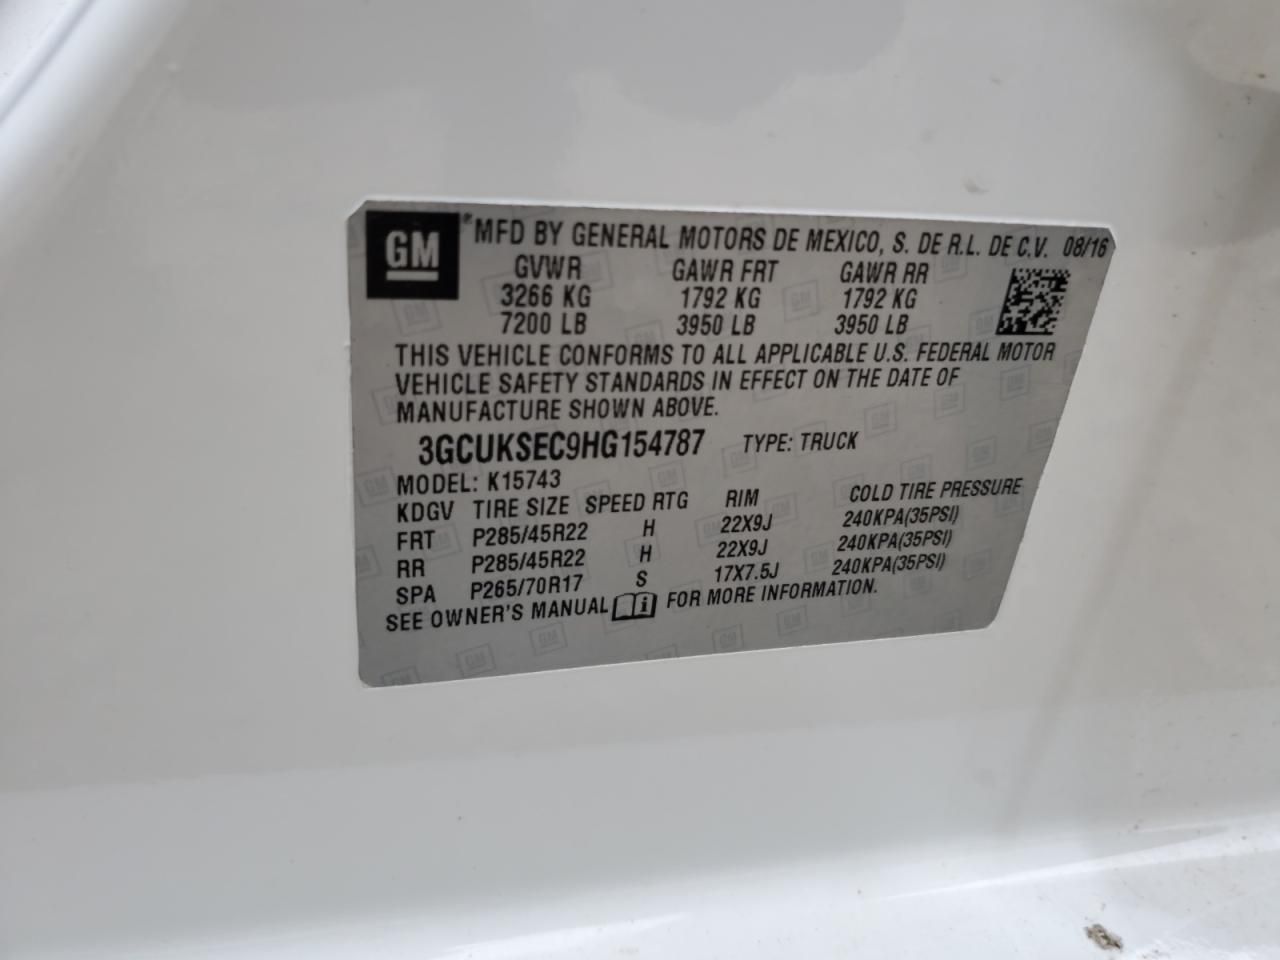 GM ® MFD BY GENERAL MOTORS DE MEXICO, S. DE R.L. DE C.V. 08/16
GVWR GAWR FRT GAWR RR
3266 KG 1792 KG 1792 KG
7200 LB 3950 LB 3950 LB
THIS VEHICLE CONFORMS TO ALL APPLICABLE U.S. FEDERAL MOTOR
VEHICLE SAFETY STANDARDS IN EFFECT ON THE DATE OF
MANUFACTURE SHOWN ABOVE.
3GCUKSEC9HG154787 TYPE: TRUCK
MODEL: K15743
KDGV TIRE SIZE SPEED RTG RIM COLD TIRE PRESSURE
FRT P285/45R22 H 22X9J 240KPA(35PSI)
RR P285/45R22 H 22X9J 240KPA(35PSI)
SPA P265/70R17 S 17X7.5J 240KPA(35PSI)
SEE OWNER'S MANUAL i FOR MORE INFORMATION.